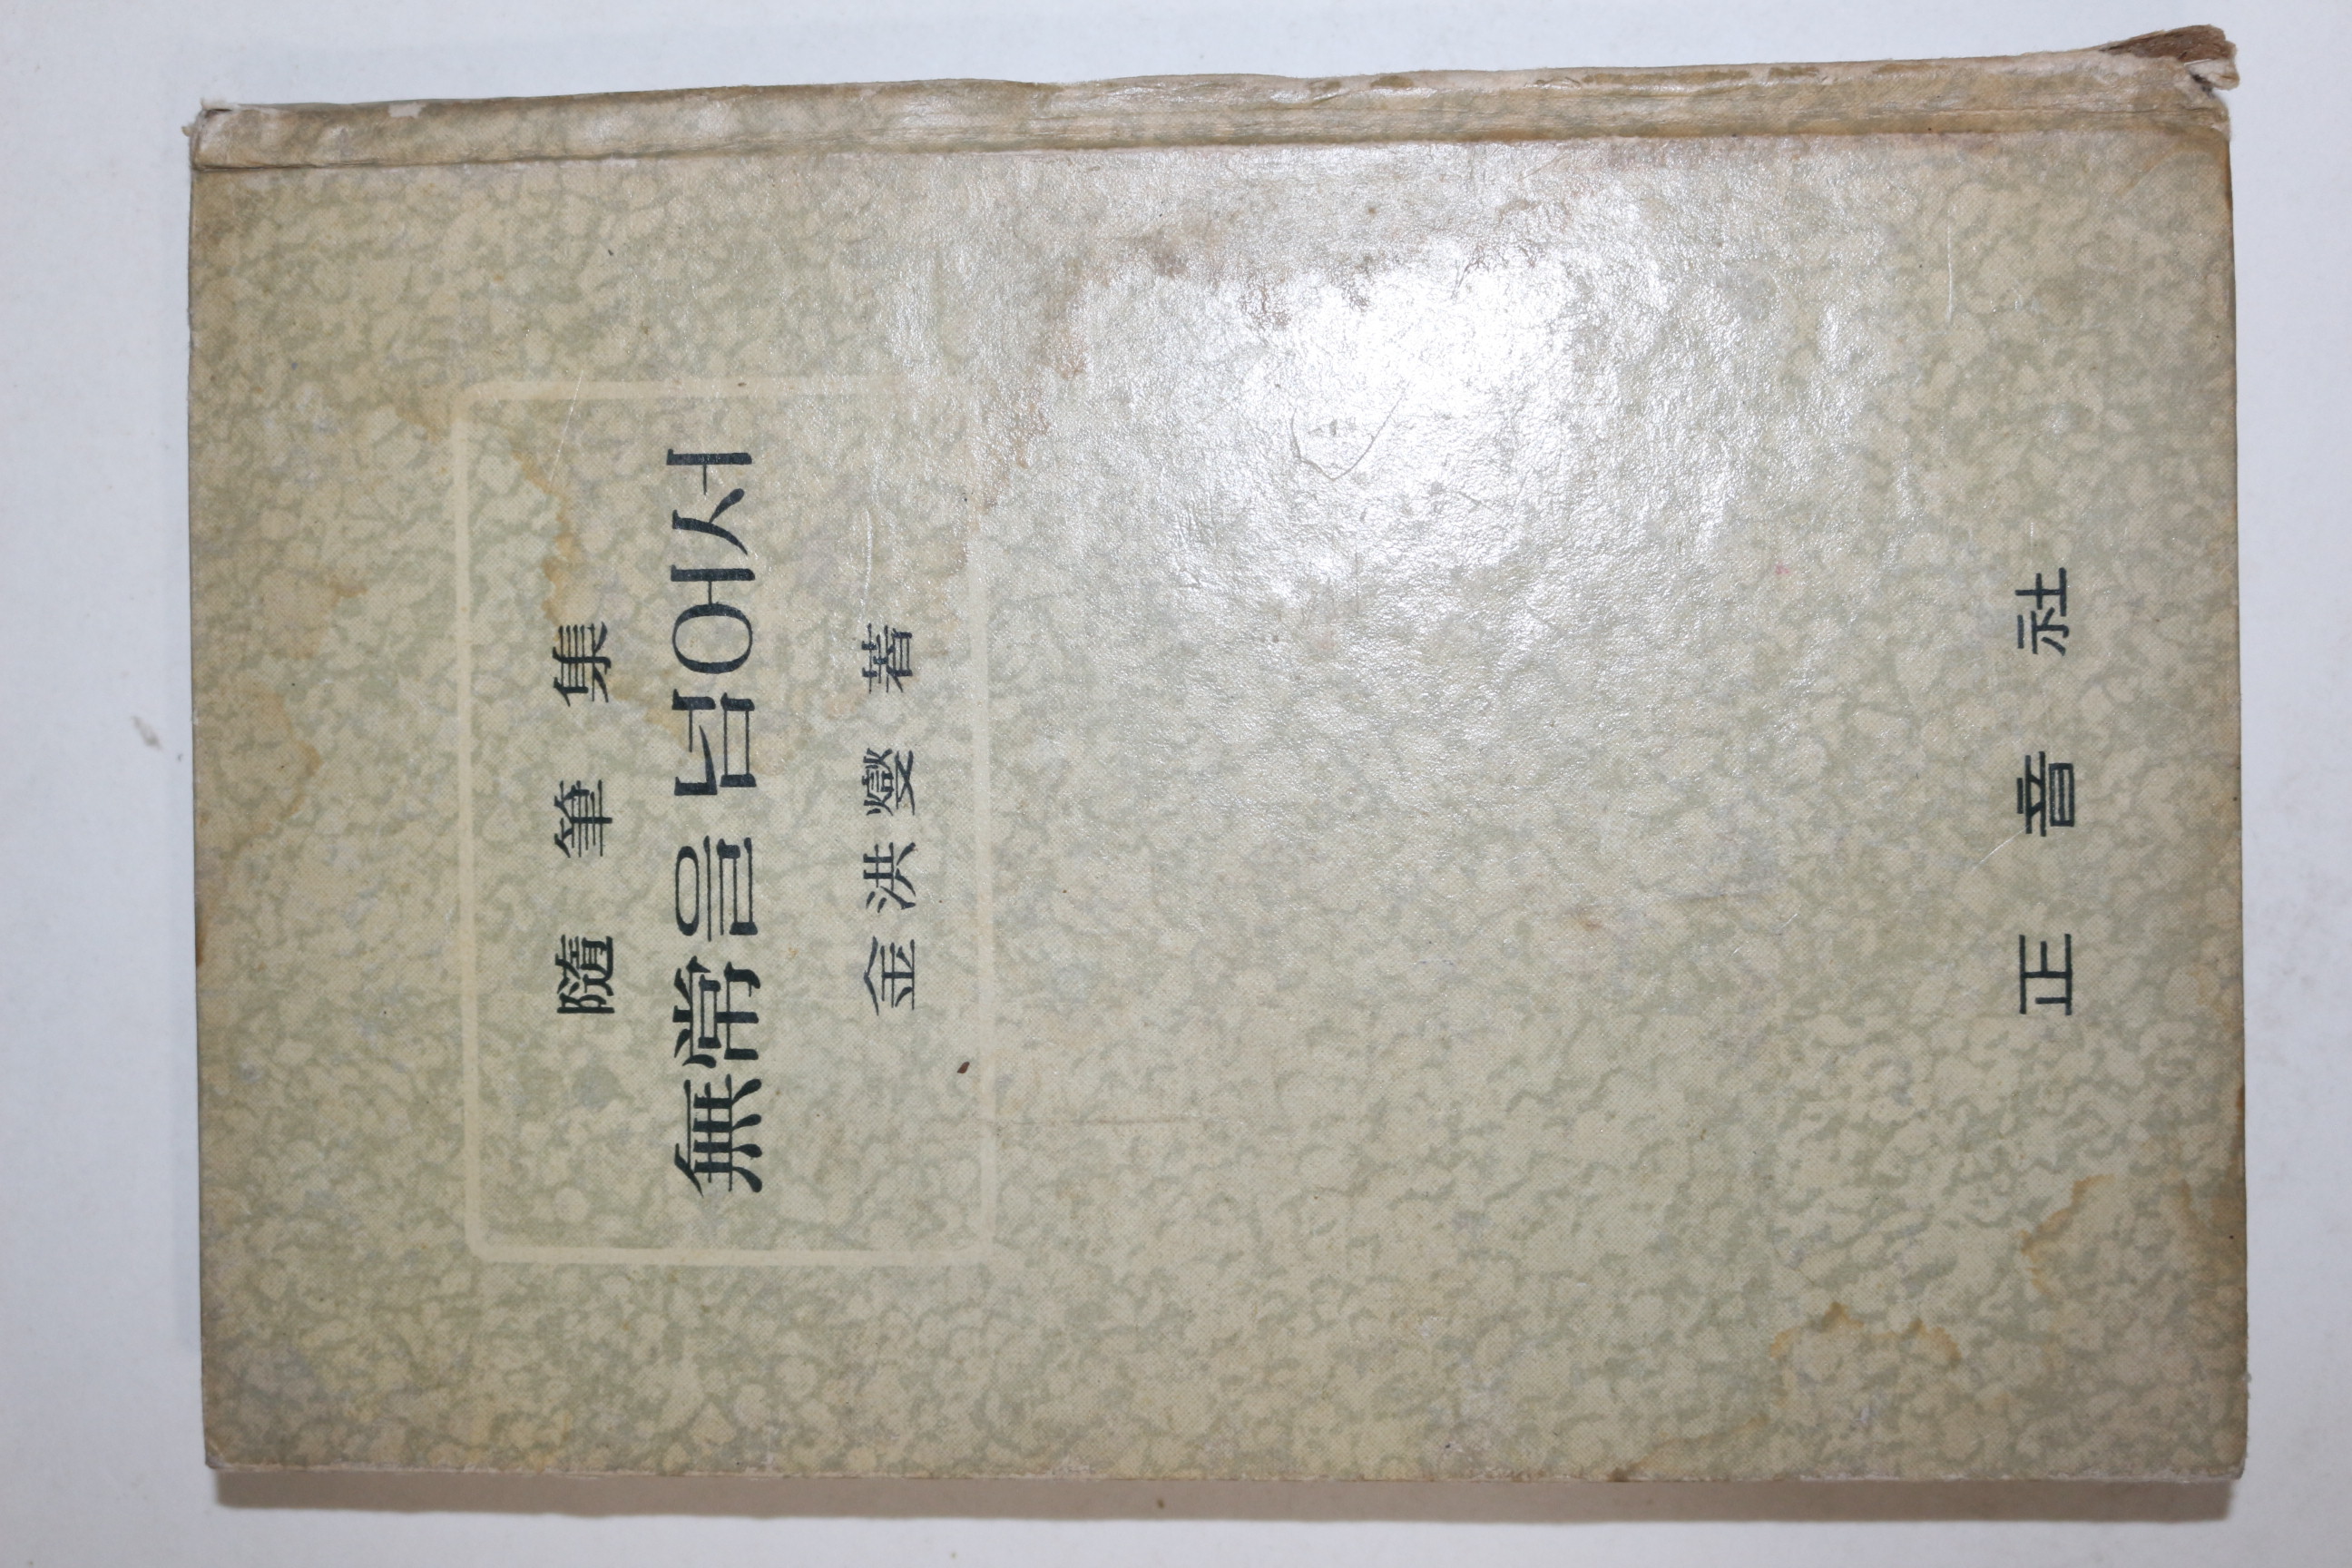 隨筆集
無常을 넘어서
金洪燮 著
正音社